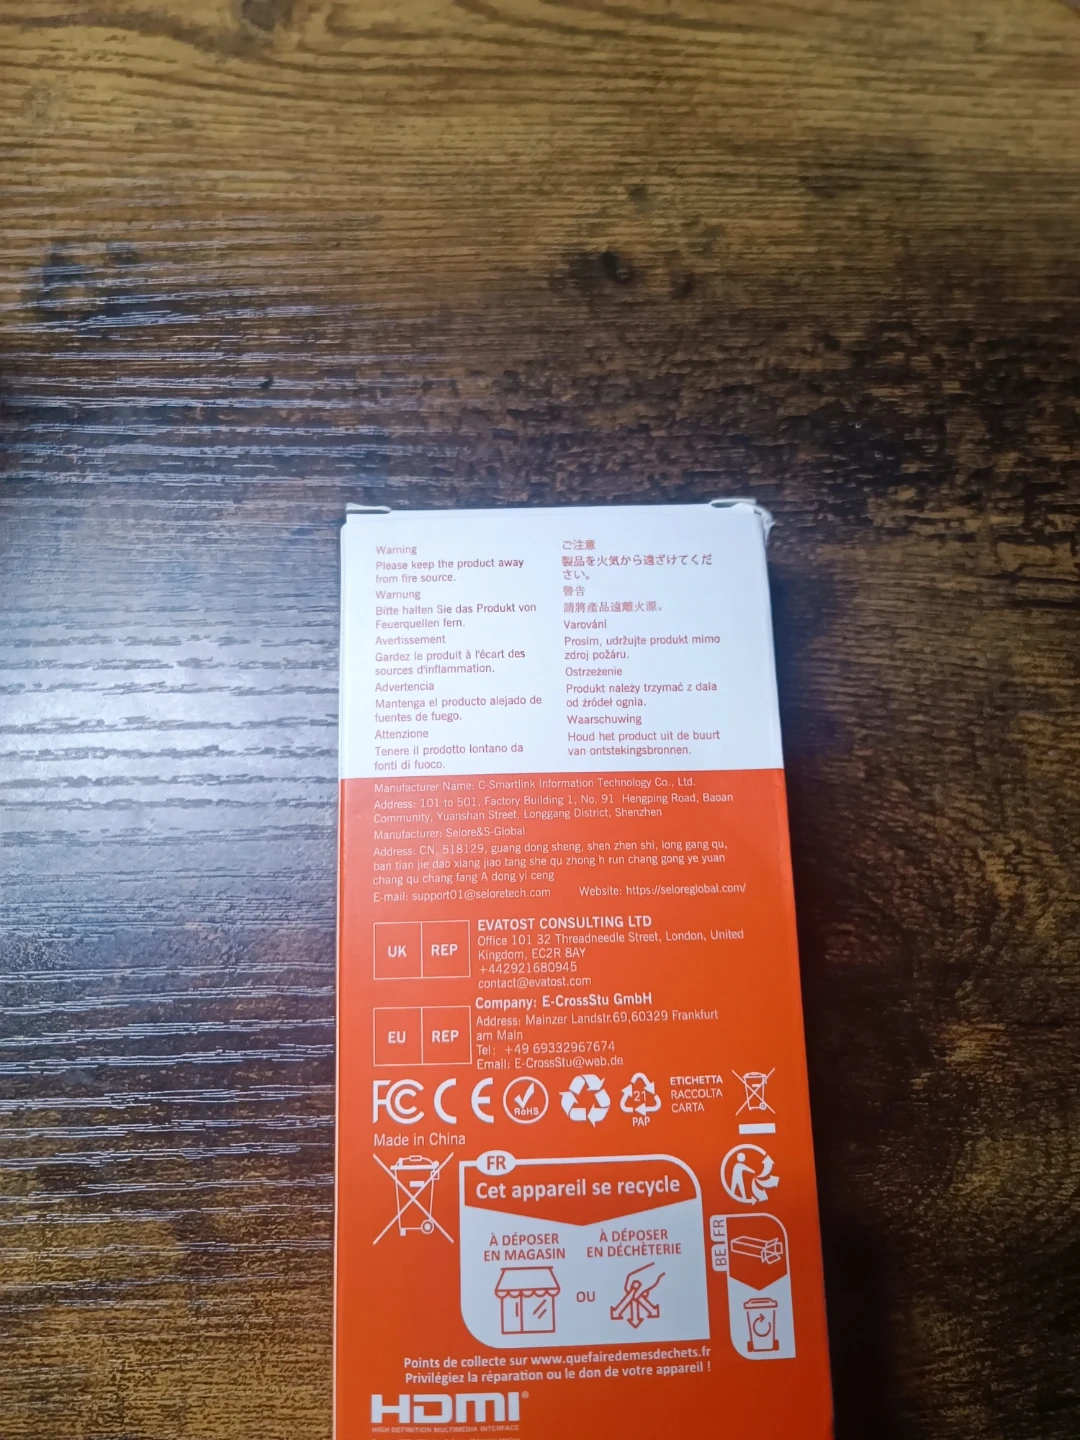 Warning
Please keep the product away
from fire source.
Warnung
Bitte halten Sie das Produkt von
Feuerquellen fern.
Avertissement
Gardez le produit à l'écart des
sources d'inflammation.
Advertencia
Mantenga el producto alejado de
fuentes de fuego.
Attenzione
Tenere il prodotto lontano da
fonti di fuoco.
ご注意
製品を火気から遠ざけてくだ
さい。
警告
請將產品遠離火源。
Varování
Prosím, udržujte produkt mimo
zdroj požáru.
Ostrzeżenie
Produkt należy trzymać z dala
od źródeł ognia.
Waarschuwing
Houd het product uit de buurt
van ontstekingsbronnen.
Manufacturer Name: C-Smartlink Information Technology Co., Ltd.
Address: 101 to 501, Factory Building 1, No. 91 Hengping Road, Baoan
Community, Yuanshan Street, Longgang District, Shenzhen
Manufacturer: Selore&S-Global
Address: CN, 518129, guang dong sheng, shen zhen shi, long gang qu,
ban tian jie dao xiang jiao tang she qu zhong h run chang gong ye yuan
chang qu chang fang A dong yi ceng
E-mail: support01@seloretech.com Website: https://seloreglobal.com/
UK REP
EVATOST CONSULTING LTD
Office 101 32 Threadneedle Street, London, United
Kingdom, EC2R 8AY
+442921680945
contact@evatost.com
EU REP
Company: E-CrossStu GmbH
Address: Mainzer Landstr.69,60329 Frankfurt
am Main
Tel: +49 69332967674
Email: E-CrossStu@web.de
FC CE RoHS 21 PAP
ETICHETTA
RACCOLTA
CARTA
Made in China
FR
Cet appareil se recycle
À DÉPOSER
EN MAGASIN
OU
À DÉPOSER
EN DÉCHÈTERIE
BE FR
Points de collecte sur www.quefairedemesdechets.fr
Privilégiez la réparation ou le don de votre appareil !
HDMI®
HIGH-DEFINITION MULTIMEDIA INTERFACE